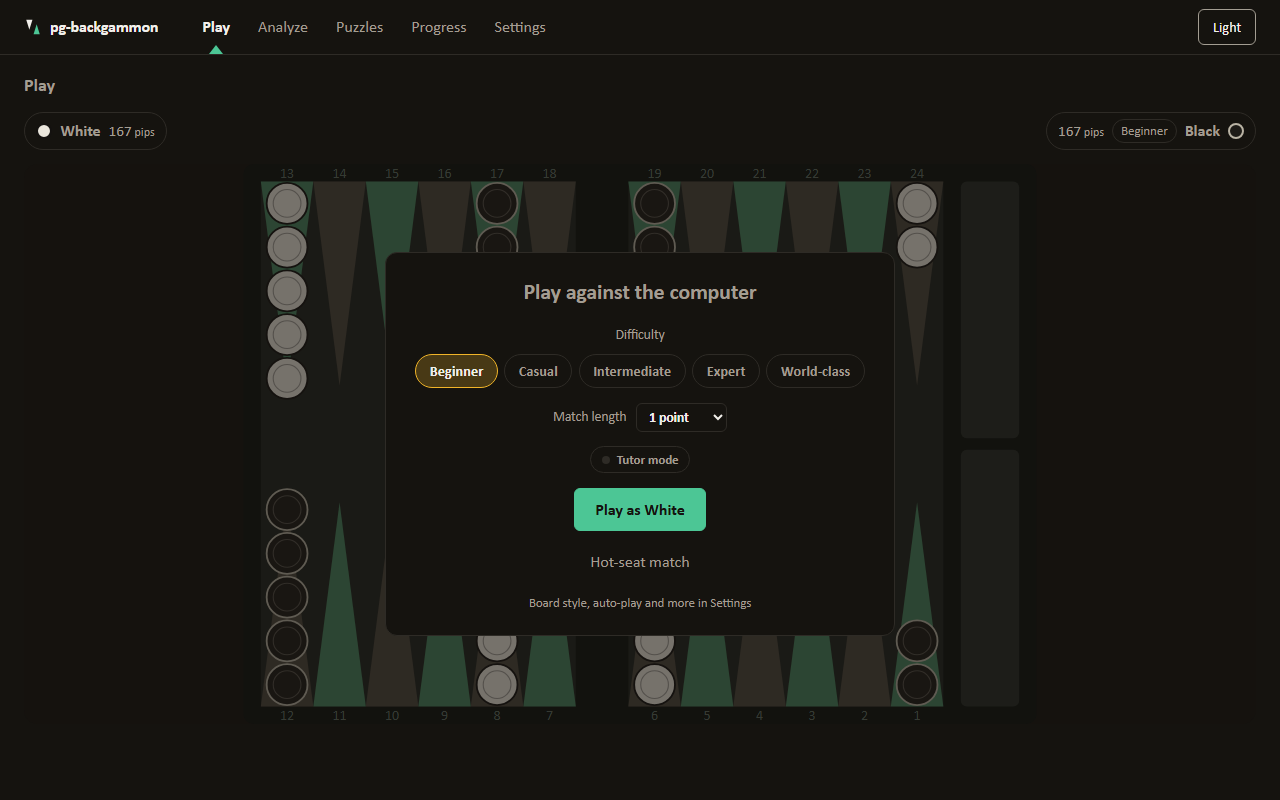 pg-backgammon Play Analyze Puzzles Progress Settings Light
Play
White 167 pips
167 pips Beginner Black
13 14 15 16 17 18 19 20 21 22 23 24
Play against the computer
Difficulty
Beginner Casual Intermediate Expert World-class
Match length 1 point
Tutor mode
Play as White
Hot-seat match
Board style, auto-play and more in Settings
12 11 10 9 8 7 6 5 4 3 2 1